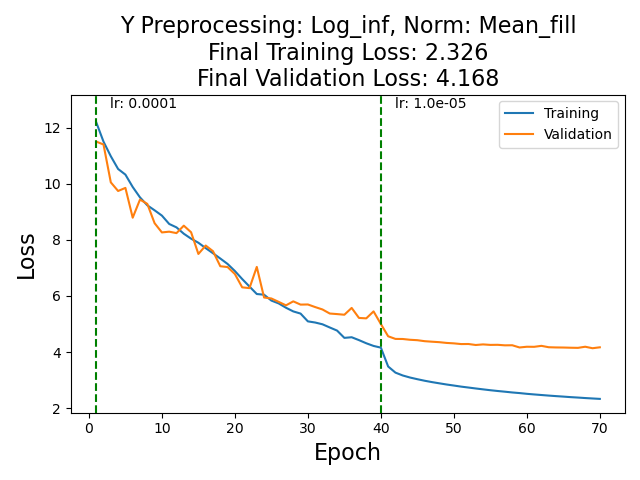 Y Preprocessing: Log_inf, Norm: Mean_fill
Final Training Loss: 2.326
Final Validation Loss: 4.168
lr: 0.0001
lr: 1.0e-05
Training
Validation
12
10
8
6
4
2
Loss
0
10
20
30
40
50
60
70
Epoch